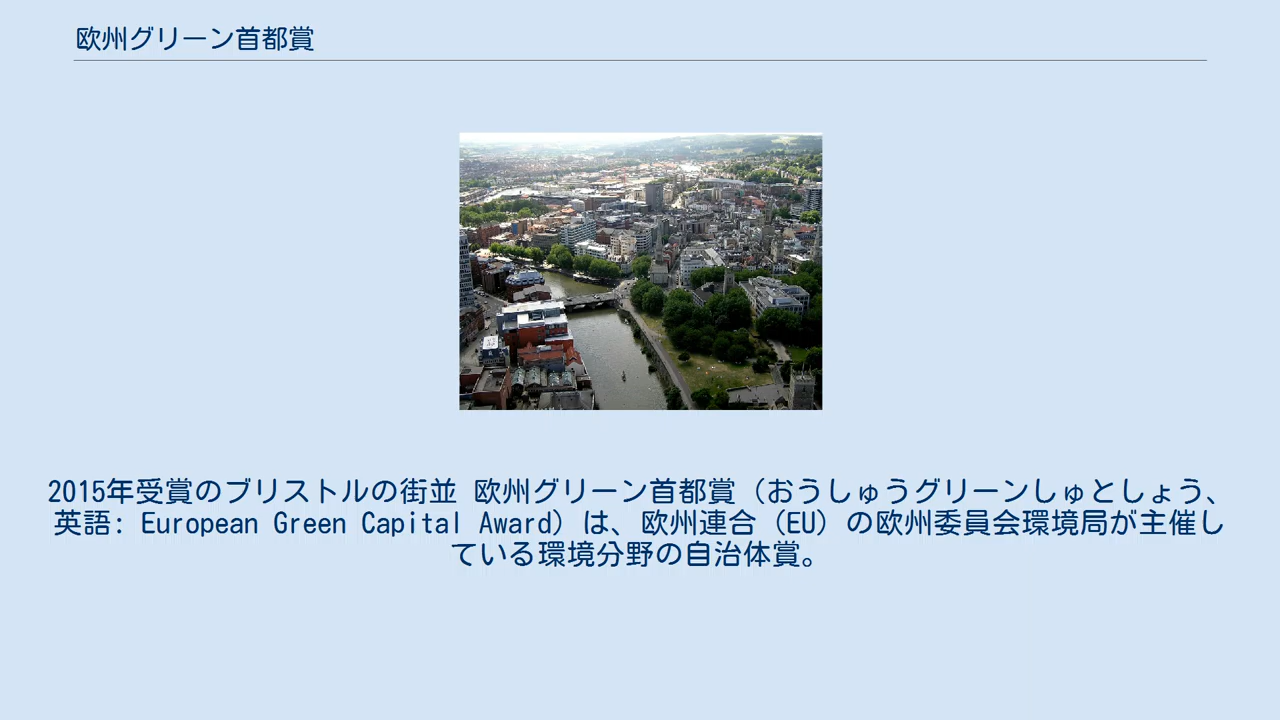 欧州グリーン首都賞
2015年受賞のブリストルの街並 欧州グリーン首都賞（おうしゅうグリーンしゅとしょう、
英語: European Green Capital Award）は、欧州連合（EU）の欧州委員会環境局が主催し
ている環境分野の自治体賞。